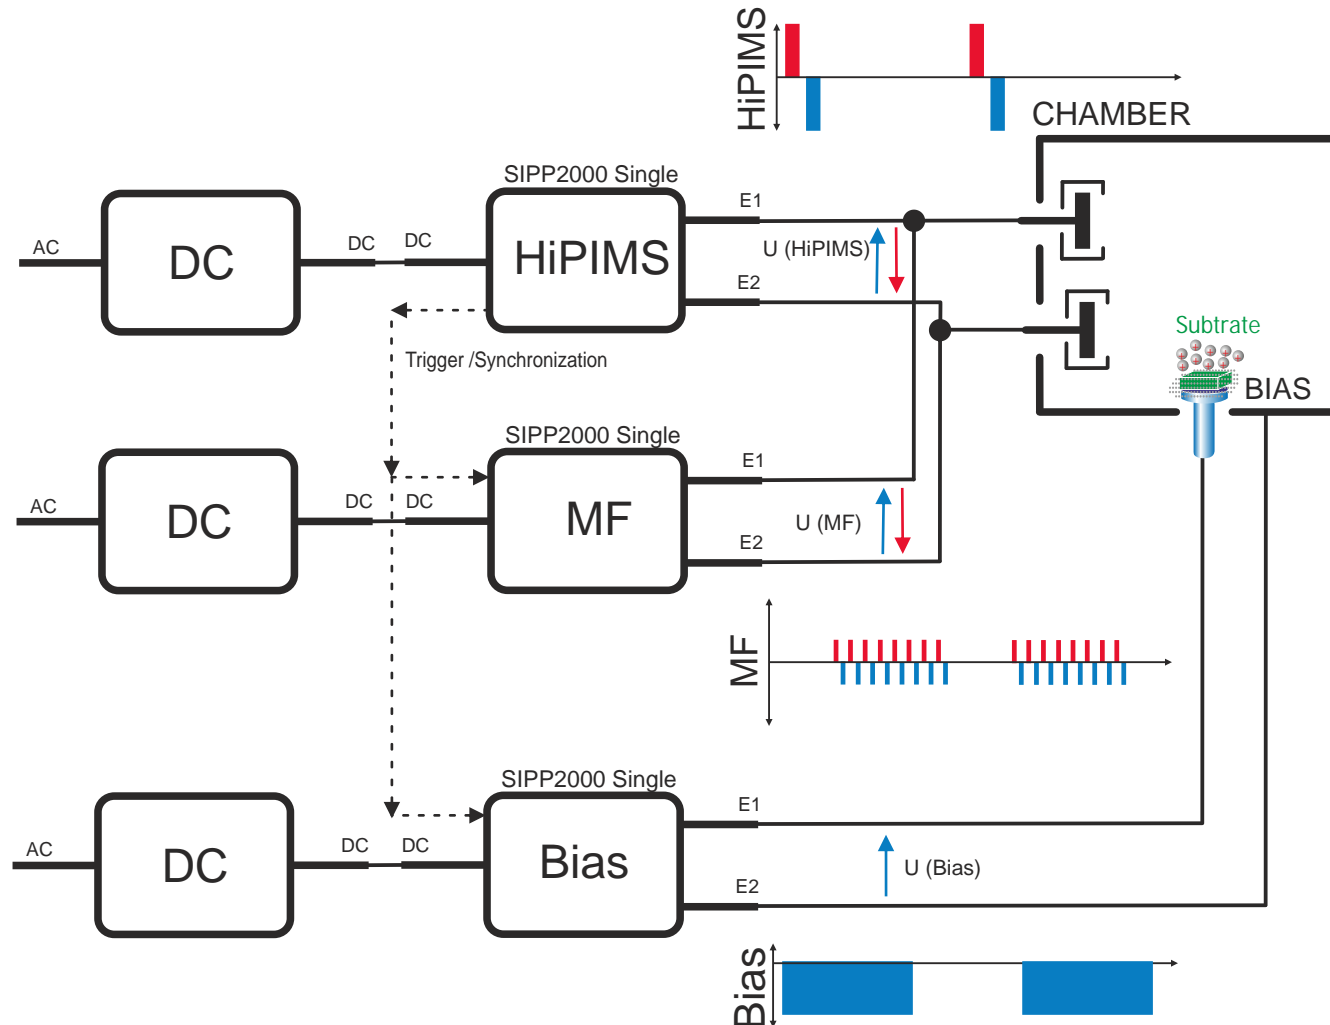 HiPIMS
CHAMBER
SIPP2000 Single
AC
DC
DC
DC
HiPIMS
E1
E2
U (HiPIMS)
Trigger /Synchronization
Subtrate
BIAS
SIPP2000 Single
AC
DC
DC
DC
MF
E1
E2
U (MF)
MF
SIPP2000 Single
AC
DC
DC
DC
Bias
E1
E2
U (Bias)
Bias